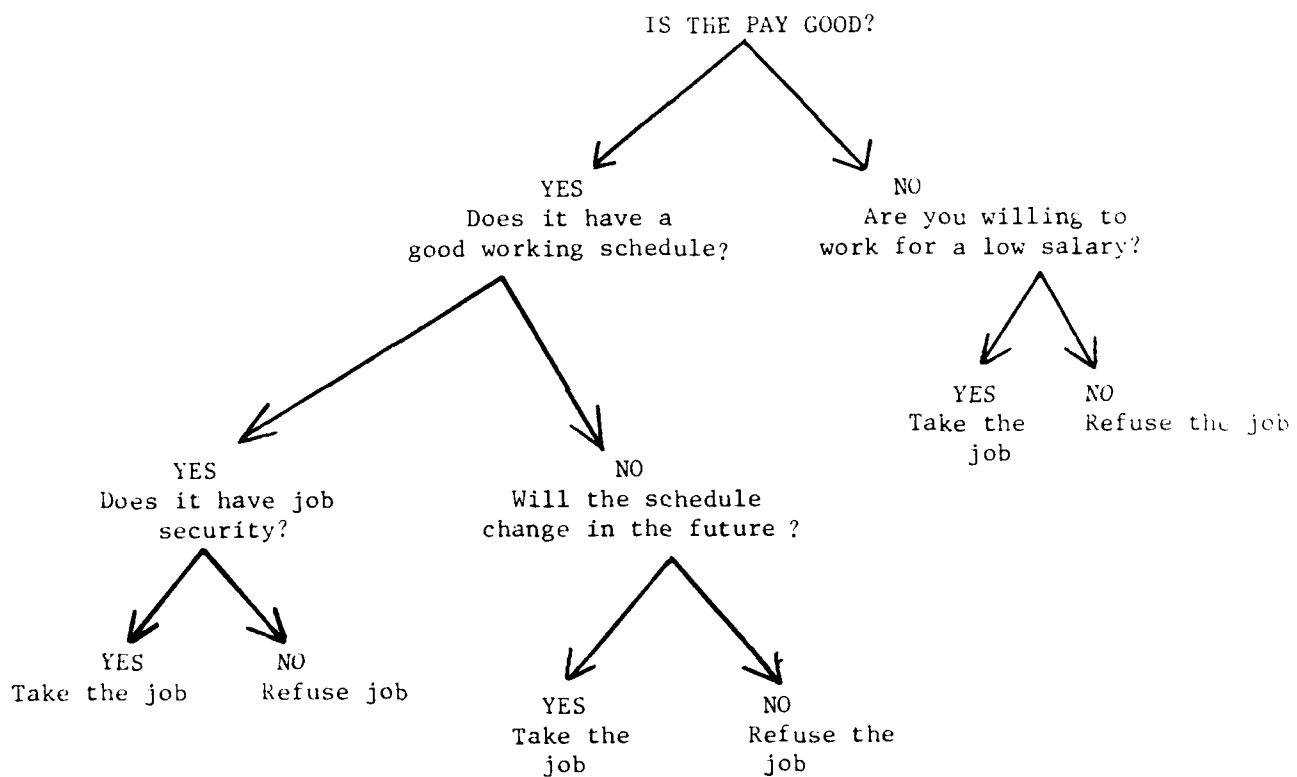 IS THE PAY GOOD?
YES
Does it have a
good working schedule?
NO
Are you willing to
work for a low salary?
YES
Take the
job
NO
Refuse the job
YES
Does it have job
security?
NO
Will the schedule
change in the future ?
YES
Take the job
NO
Refuse job
YES
Take the
job
NO
Refuse the
job